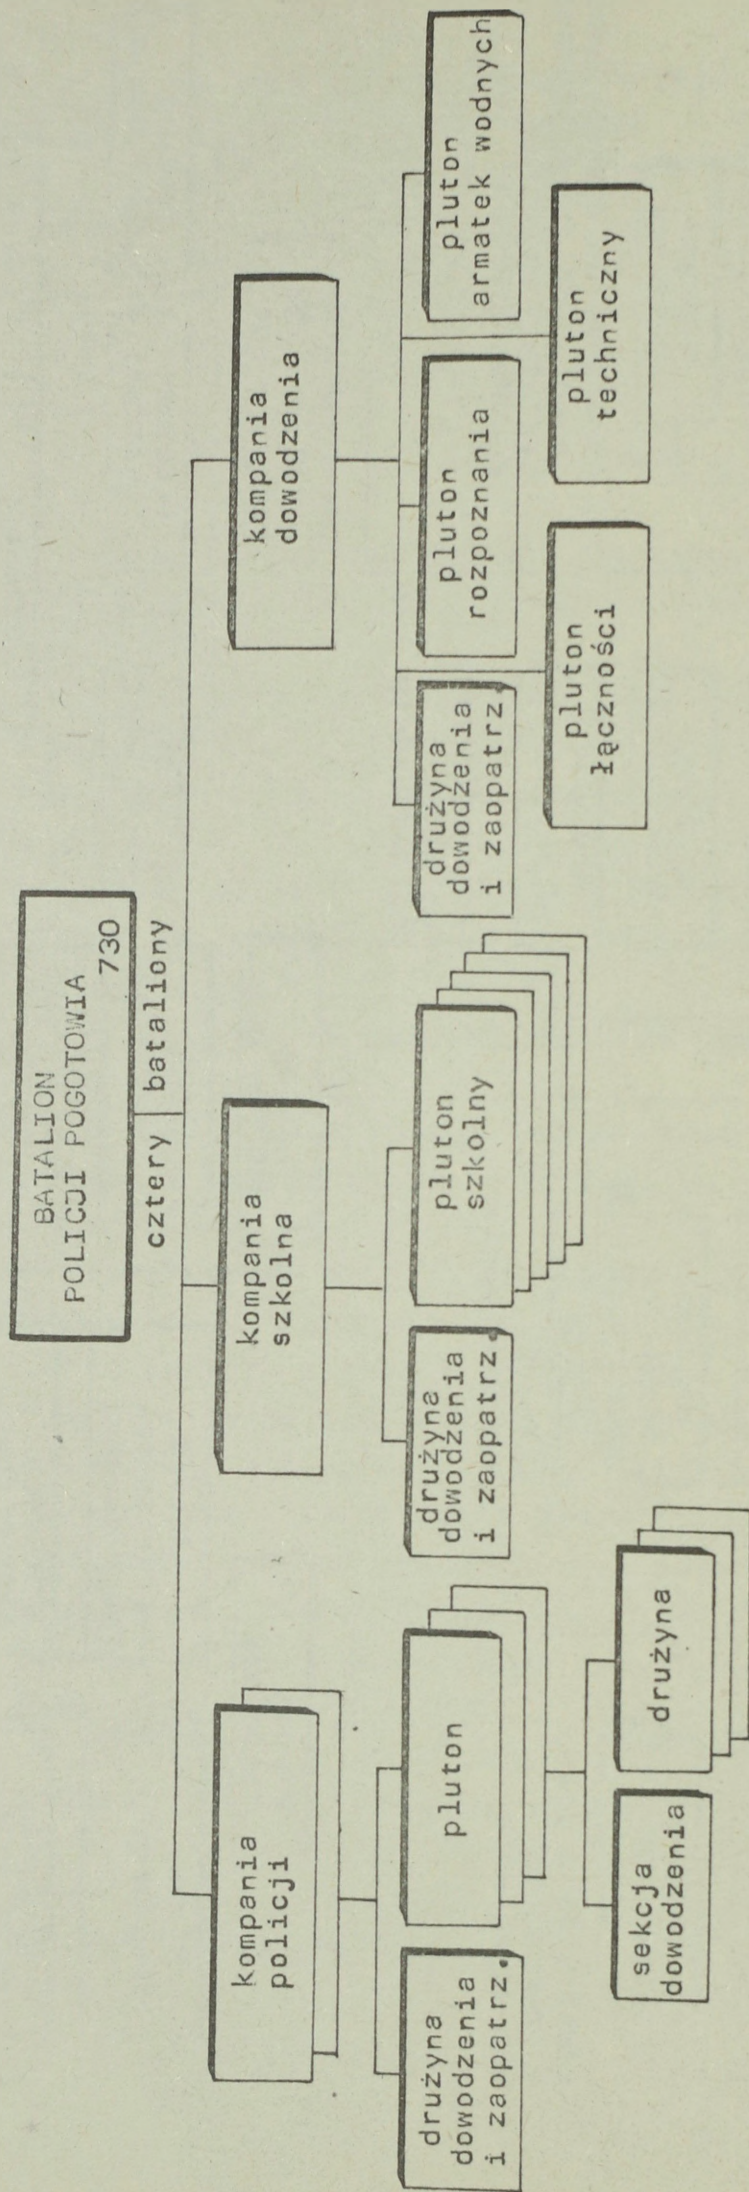 BATALION
POLICJI POGOTOWIA
730
cztery bataliony
kompania
policji
kompania
szkolna
kompania
dowodzenia
drużyna
dowodzenia
i zaopatrz.
pluton
drużyna
dowodzenia
i zaopatrz.
pluton
szkolny
drużyna
dowodzenia
i zaopatrz.
pluton
rozpoznania
pluton
armatek wodnych
pluton
łączności
pluton
techniczny
sekcja
dowodzenia
drużyna